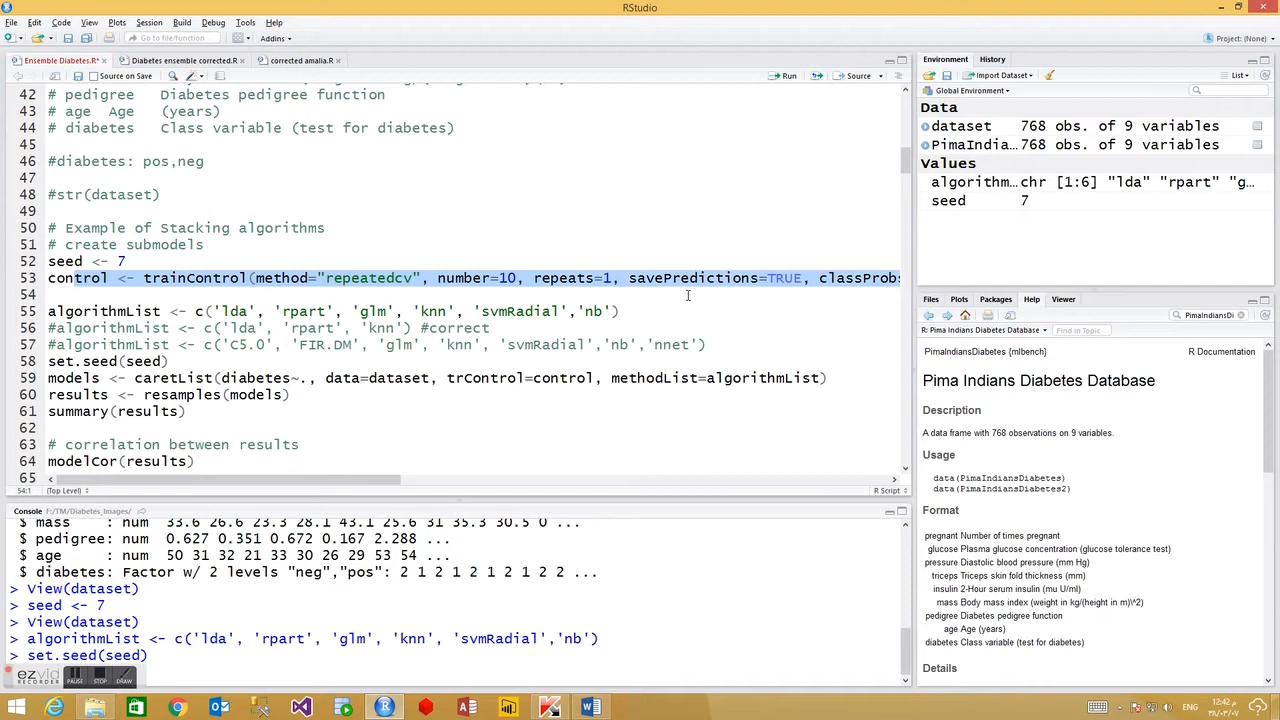 RStudio
File Edit Code View Plots Session Build Debug Tools Help
Go to file/function Addins Project: (None)
Ensemble Diabetes.R* Diabetes ensemble corrected.R corrected amalia.R
Source on Save Run Source
42 # pedigree Diabetes pedigree function
43 # age Age (years)
44 # diabetes Class variable (test for diabetes)
45
46 #diabetes: pos,neg
47
48 #str(dataset)
49
50 # Example of Stacking algorithms
51 # create submodels
52 seed <- 7
53 control <- trainControl(method="repeatedcv", number=10, repeats=1, savePredictions=TRUE, classProbs
54
55 algorithmList <- c('lda', 'rpart', 'glm', 'knn', 'svmRadial','nb')
56 #algorithmList <- c('lda', 'rpart', 'knn') #correct
57 #algorithmList <- c('C5.0', 'FIR.DM', 'glm', 'knn', 'svmRadial','nb','nnet')
58 set.seed(seed)
59 models <- caretList(diabetes~., data=dataset, trControl=control, methodList=algorithmList)
60 results <- resamples(models)
61 summary(results)
62
63 # correlation between results
64 modelCor(results)
65
54:1 (Top Level) R Script
Console F:/TM/Diabetes_Images/
$ mass : num 33.6 26.6 23.3 28.1 43.1 25.6 31 35.3 30.5 0 ...
$ pedigree: num 0.627 0.351 0.672 0.167 2.288 ...
$ age : num 50 31 32 21 33 30 26 29 53 54 ...
$ diabetes: Factor w/ 2 levels "neg","pos": 2 1 2 1 2 1 2 1 2 2 ...
> View(dataset)
> seed <- 7
> View(dataset)
> algorithmList <- c('lda', 'rpart', 'glm', 'knn', 'svmRadial','nb')
> set.seed(seed)
ezvid
RECORDER
PAUSE STOP DRAW
Environment History
Import Dataset List
Global Environment
Data
dataset 768 obs. of 9 variables
PimaIndia… 768 obs. of 9 variables
Values
algorithm… chr [1:6] "lda" "rpart" "g…
seed 7
Files Plots Packages Help Viewer
PimaIndiansDi
R: Pima Indians Diabetes Database Find in Topic
PimaIndiansDiabetes {mlbench} R Documentation
Pima Indians Diabetes Database
Description
A data frame with 768 observations on 9 variables.
Usage
data(PimaIndiansDiabetes)
data(PimaIndiansDiabetes2)
Format
pregnant Number of times pregnant
glucose Plasma glucose concentration (glucose tolerance test)
pressure Diastolic blood pressure (mm Hg)
triceps Triceps skin fold thickness (mm)
insulin 2-Hour serum insulin (mu U/ml)
mass Body mass index (weight in kg/(height in m)\^2)
pedigree Diabetes pedigree function
age Age (years)
diabetes Class variable (test for diabetes)
Details
ENG
م ١٢:٤٢